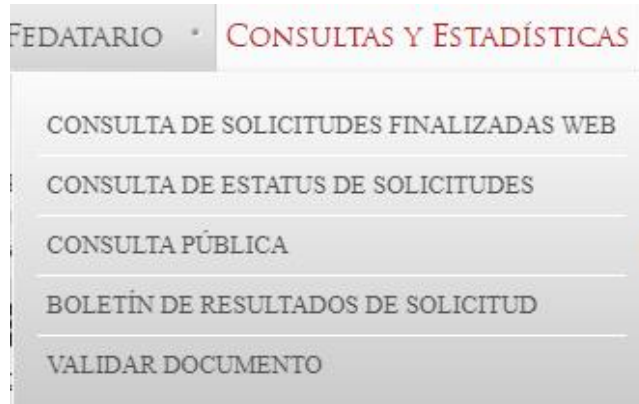 FEDATARIO · CONSULTAS Y ESTADÍSTICAS
CONSULTA DE SOLICITUDES FINALIZADAS WEB
CONSULTA DE ESTATUS DE SOLICITUDES
CONSULTA PÚBLICA
BOLETÍN DE RESULTADOS DE SOLICITUD
VALIDAR DOCUMENTO